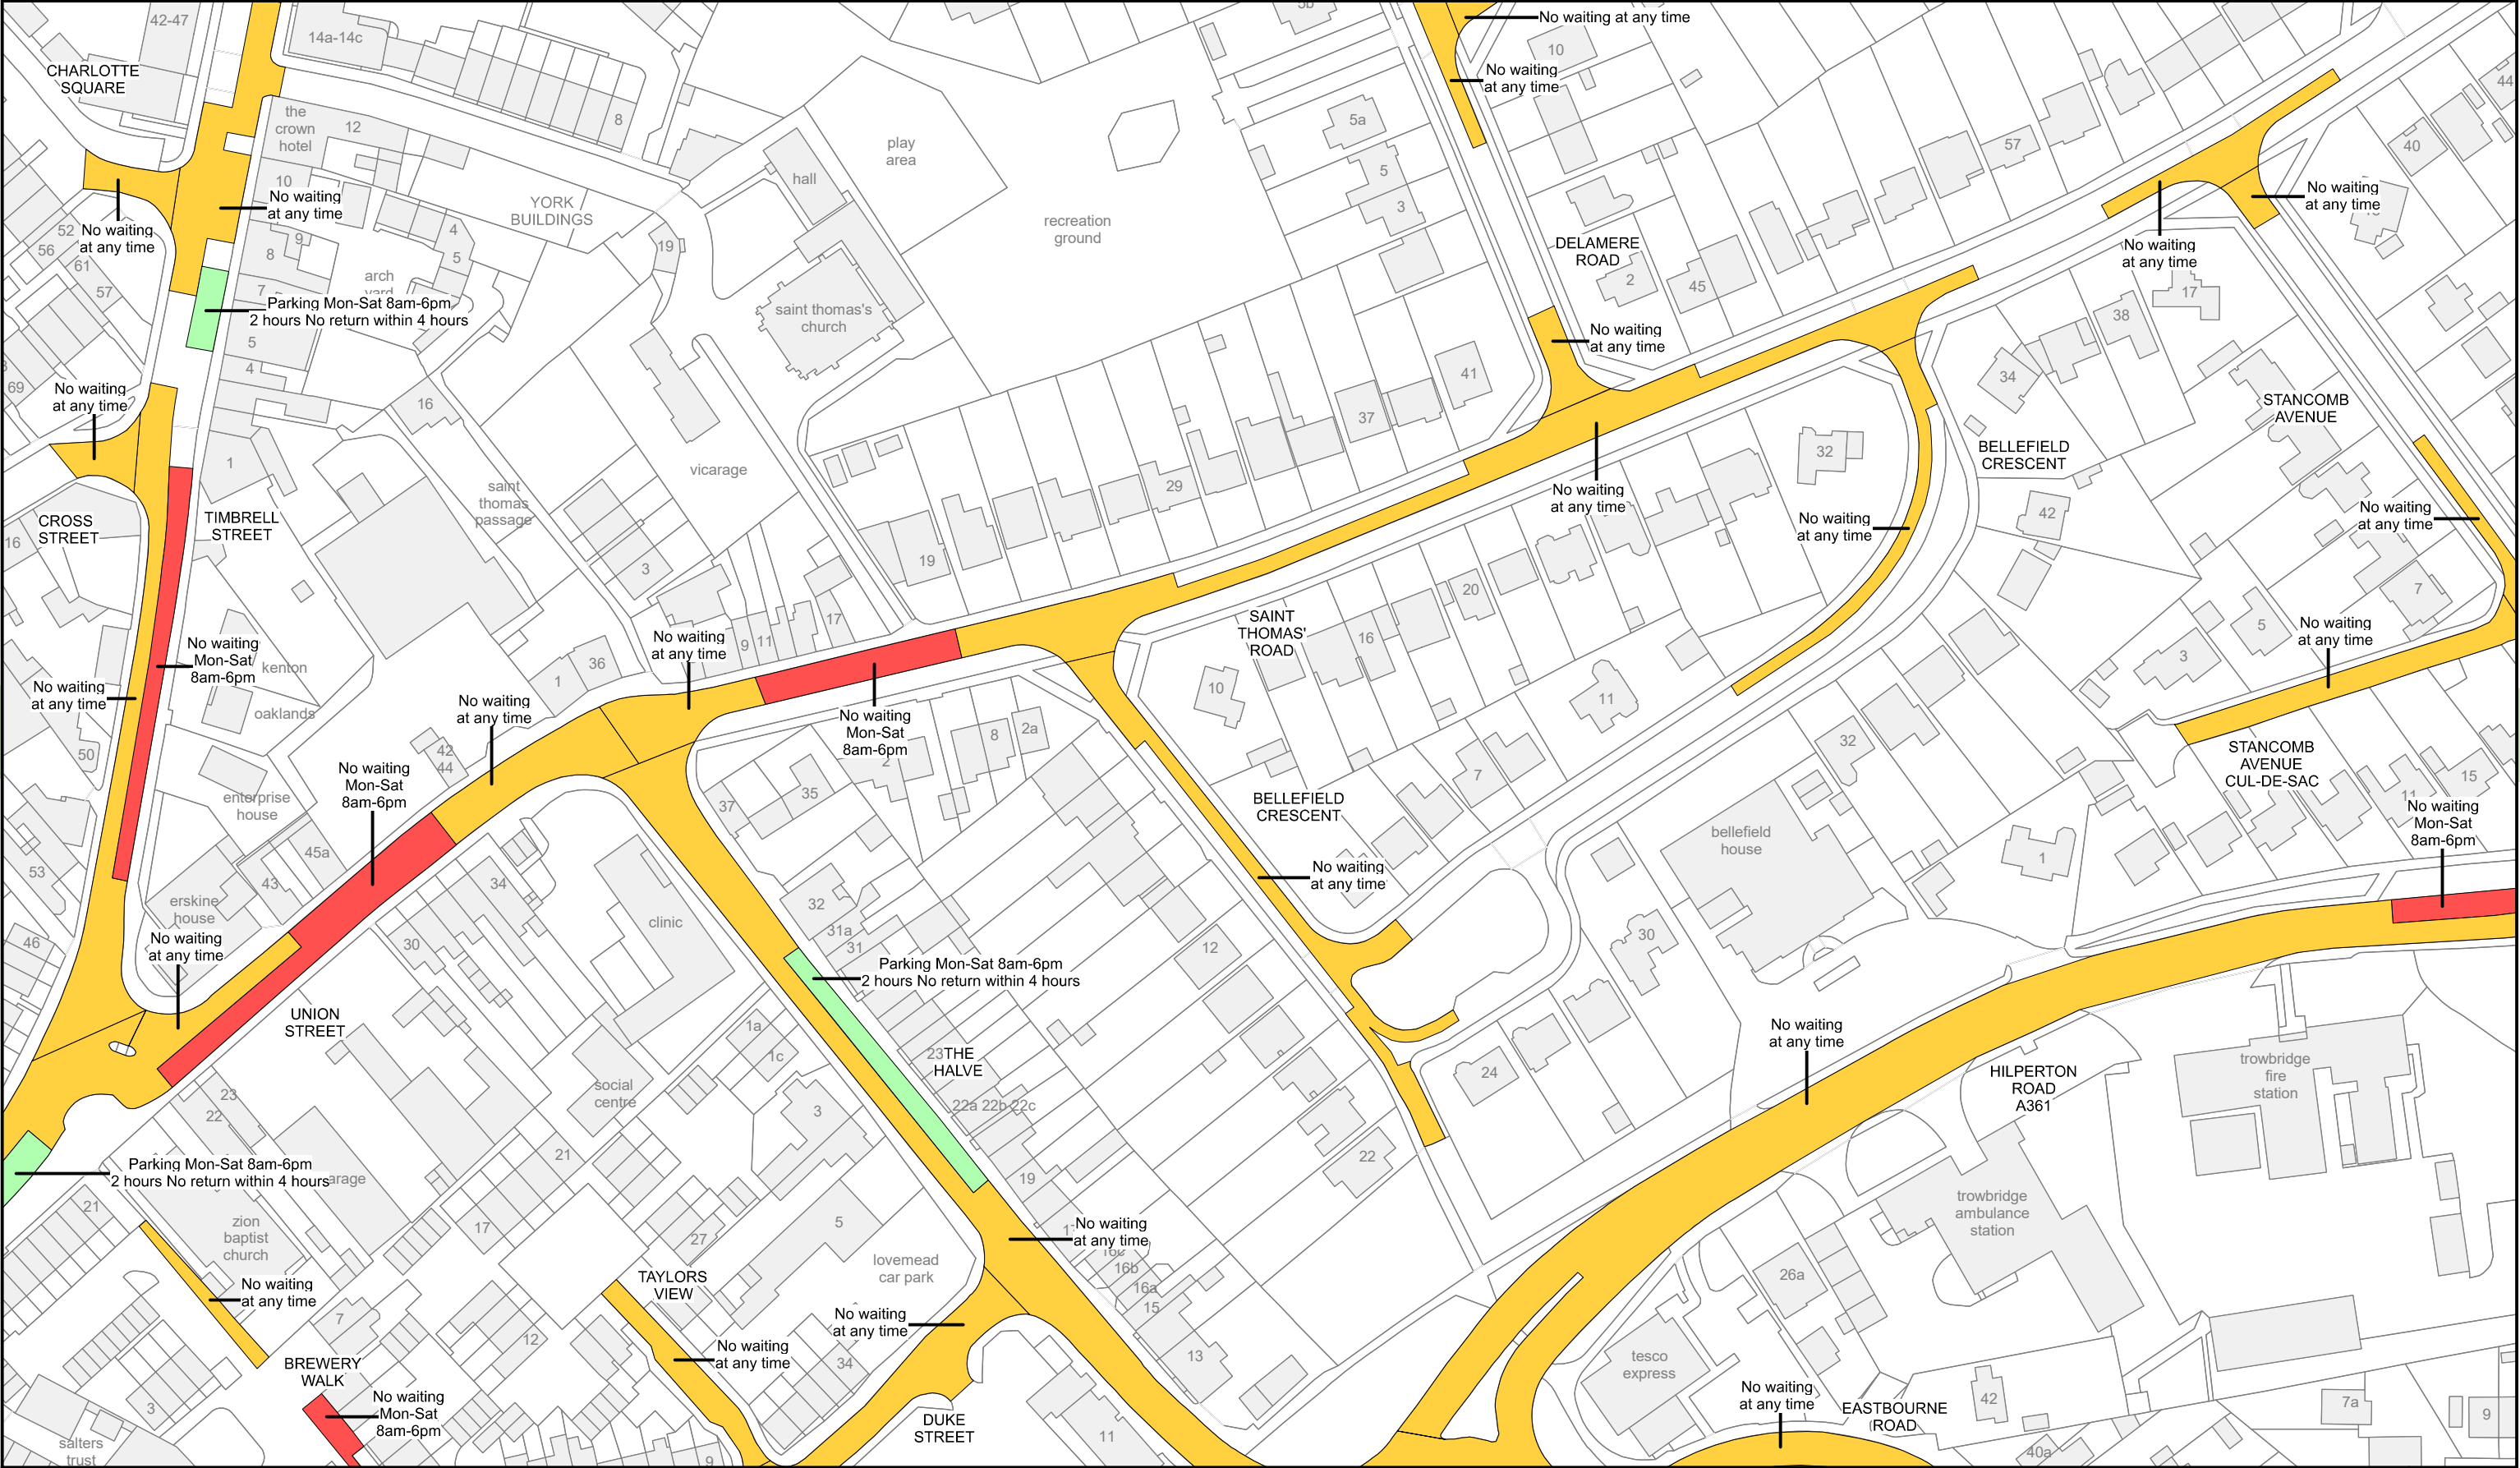 42-47
14a-14c
5b
No waiting at any time
10
44
CHARLOTTE
SQUARE
the
crown
hotel
12
8
No waiting
at any time
5a
play
area
57
40
hall
10
5
3
No waiting
at any time
YORK
BUILDINGS
recreation
ground
No waiting
at any time
52
56
No waiting
at any time
4
5
9
8
19
DELAMERE
ROAD
2
45
No waiting
at any time
61
57
7
arch
yard
Parking Mon-Sat 8am-6pm
2 hours No return within 4 hours
saint thomas's
church
17
38
5
4
No waiting
at any time
69
No waiting
at any time
16
41
37
34
STANCOMB
AVENUE
1
vicarage
29
32
BELLEFIELD
CRESCENT
saint
thomas
passage
No waiting
at any time
42
No waiting
at any time
No waiting
at any time
CROSS
STREET
16
TIMBRELL
STREET
3
19
20
7
SAINT
THOMAS'
ROAD
16
5
3
No waiting
at any time
No waiting
Mon-Sat
8am-6pm
kenton
No waiting
at any time
9
11
17
1
36
10
11
No waiting
at any time
oaklands
No waiting
at any time
No waiting
Mon-Sat
8am-6pm
2
8
2a
32
50
42
44
No waiting
Mon-Sat
8am-6pm
37
35
7
BELLEFIELD
CRESCENT
STANCOMB
AVENUE
CUL-DE-SAC
15
11
No waiting
Mon-Sat
8am-6pm
enterprise
house
bellefield
house
1
53
45a
43
34
erskine
house
clinic
32
31a
31
No waiting
at any time
46
No waiting
at any time
30
12
30
Parking Mon-Sat 8am-6pm
2 hours No return within 4 hours
UNION
STREET
1a
1c
23
THE
HALVE
No waiting
at any time
24
HILPERTON
ROAD
A361
trowbridge
fire
station
23
22
social
centre
3
22a 22b 22c
Parking Mon-Sat 8am-6pm
2 hours No return within 4 hours
21
22
19
21
zion
baptist
church
17
27
5
No waiting
at any time
16b
16a
15
trowbridge
ambulance
station
No waiting
at any time
TAYLORS
VIEW
lovemead
car park
26a
7
12
No waiting
at any time
No waiting
at any time
34
13
tesco
express
BREWERY
WALK
3
No waiting
Mon-Sat
8am-6pm
DUKE
STREET
11
No waiting
at any time
EASTBOURNE
ROAD
42
7a
9
salters
trust
9
40a